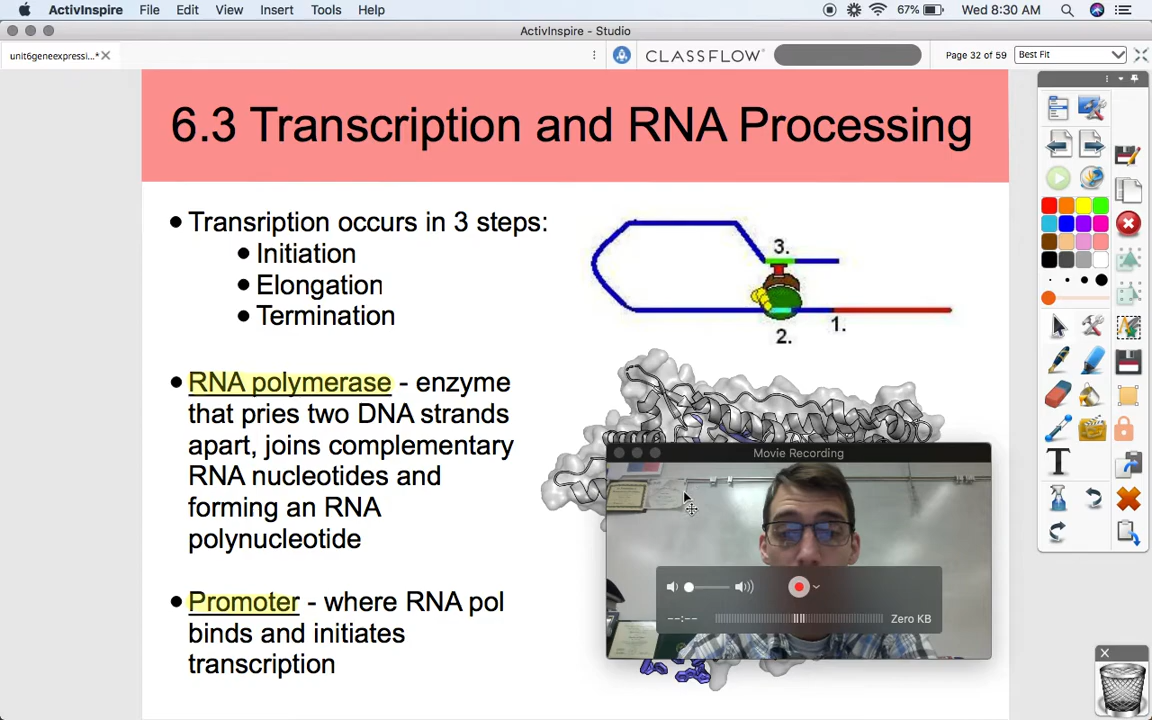 ActivInspire File Edit View Insert Tools Help 67% Wed 8:30 AM
ActivInspire - Studio
unit6geneexpressi...* CLASSFLOW Page 32 of 59 Best Fit
6.3 Transcription and RNA Processing
Transription occurs in 3 steps:
Initiation
Elongation
Termination
3.
1.
2.
RNA polymerase - enzyme
that pries two DNA strands
apart, joins complementary
RNA nucleotides and
forming an RNA
polynucleotide
Promoter - where RNA pol
binds and initiates
transcription
Movie Recording
--:-- Zero KB
T